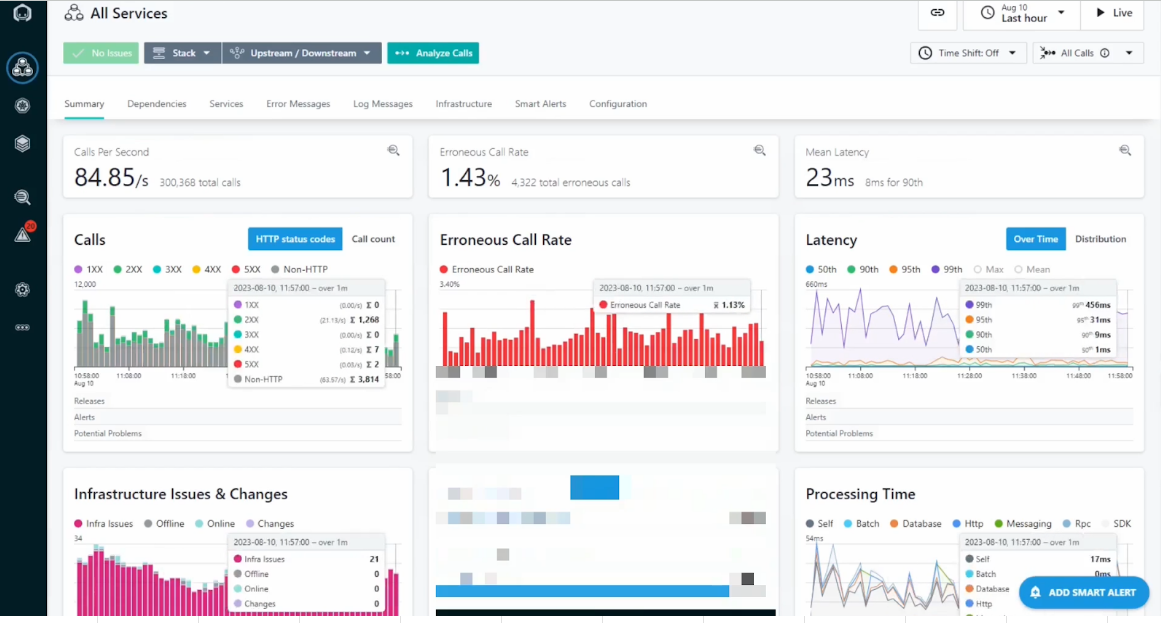 All Services
Aug 10
Last hour
Live
No Issues
Stack
Upstream / Downstream
Analyze Calls
Time Shift: Off
All Calls
Summary
Dependencies
Services
Error Messages
Log Messages
Infrastructure
Smart Alerts
Configuration
20
Calls Per Second
84.85/s 300,368 total calls
Erroneous Call Rate
1.43% 4,322 total erroneous calls
Mean Latency
23ms 8ms for 90th
Calls
HTTP status codes Call count
1XX 2XX 3XX 4XX 5XX Non-HTTP
12,000
2023-08-10, 11:57:00 – over 1m
1XX (0.00/s) Σ 0
2XX (21.13/s) Σ 1,268
3XX (0.00/s) Σ 0
4XX (0.12/s) Σ 7
5XX (0.03/s) Σ 2
Non-HTTP (63.57/s) Σ 3,814
10:58:00 11:08:00 11:18:00 58:00
Aug 10
Releases
Alerts
Potential Problems
Erroneous Call Rate
Erroneous Call Rate
3.40%
2023-08-10, 11:57:00 – over 1m
Erroneous Call Rate x̄ 1.13%
Latency
Over Time Distribution
50th 90th 95th 99th Max Mean
660ms
2023-08-10, 11:57:00 – over 1m
99th 99th 456ms
95th 95th 31ms
90th 90th 9ms
50th 50th 1ms
10:58:00 11:08:00 11:18:00 11:28:00 11:38:00 11:48:00 11:58:00
Aug 10
Releases
Alerts
Potential Problems
Infrastructure Issues & Changes
Infra Issues Offline Online Changes
34
2023-08-10, 11:57:00 – over 1m
Infra Issues 21
Offline 0
Online 0
Changes 0
Processing Time
Self Batch Database Http Messaging Rpc SDK
54ms
2023-08-10, 11:57:00 – over 1m
Self 17ms
Batch 0ms
Database
Http
ADD SMART ALERT